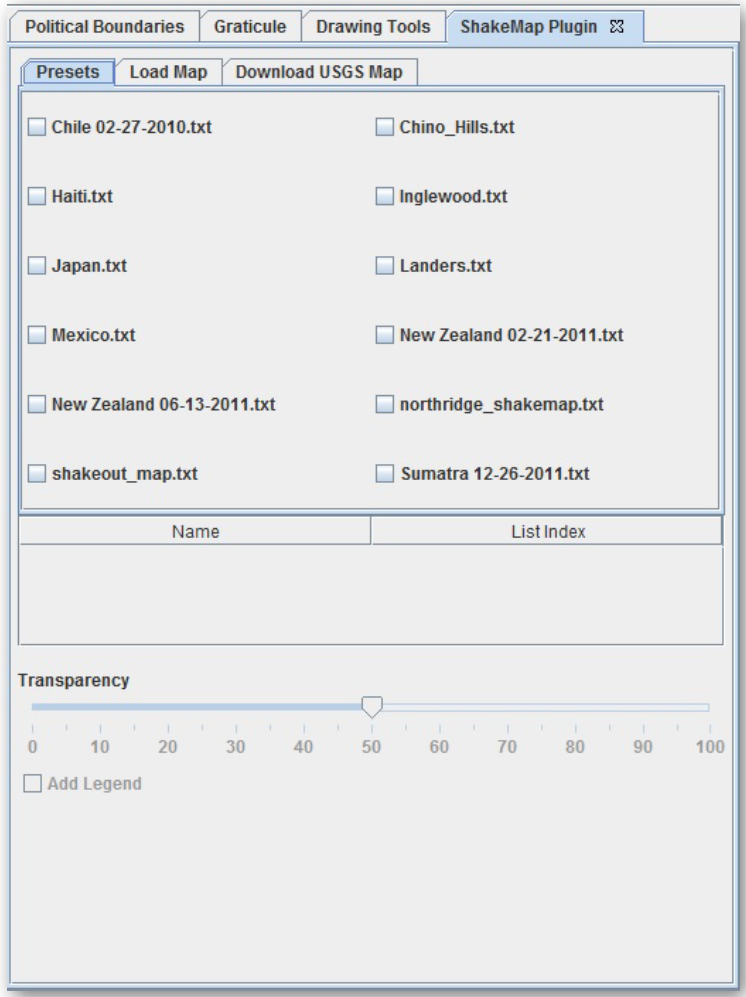 Political Boundaries Graticule Drawing Tools ShakeMap Plugin
Presets Load Map Download USGS Map
Chile 02-27-2010.txt Chino_Hills.txt
Haiti.txt Inglewood.txt
Japan.txt Landers.txt
Mexico.txt New Zealand 02-21-2011.txt
New Zealand 06-13-2011.txt northridge_shakemap.txt
shakeout_map.txt Sumatra 12-26-2011.txt
Name List Index
Transparency
0 10 20 30 40 50 60 70 80 90 100
Add Legend